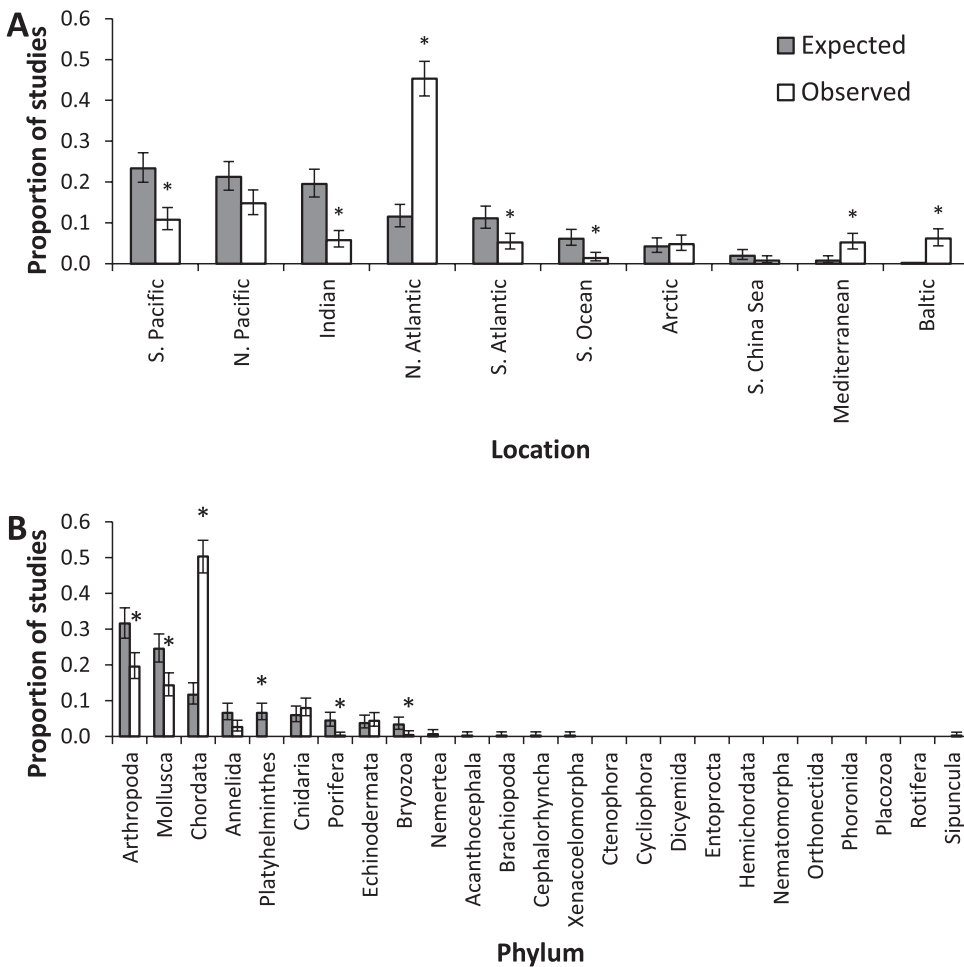 A
Proportion of studies
0.6
0.5
0.4
0.3
0.2
0.1
0.0
*
*
*
*
*
*
*
Expected
Observed
S. Pacific
N. Pacific
Indian
N. Atlantic
S. Atlantic
S. Ocean
Arctic
S. China Sea
Mediterranean
Baltic
Location
B
Proportion of studies
0.6
0.5
0.4
0.3
0.2
0.1
0.0
*
*
*
*
*
*
Arthropoda
Mollusca
Chordata
Annelida
Platyhelminthes
Cnidaria
Porifera
Echinodermata
Bryozoa
Nemertea
Acanthocephala
Brachiopoda
Cephalorhyncha
Xenacoelomorpha
Ctenophora
Cycliophora
Dicyemida
Entoprocta
Hemichordata
Nematomorpha
Orthonectida
Phoronida
Placozoa
Rotifera
Sipuncula
Phylum